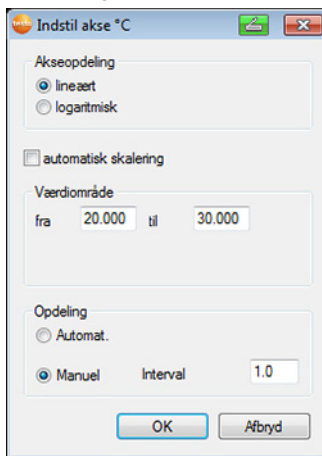 testo Indstil akse °C
Akseopdeling
lineært
logaritmisk
automatisk skalering
Værdiområde
fra 20.000 til 30.000
Opdeling
Automat.
Manuel Interval 1.0
OK Afbryd